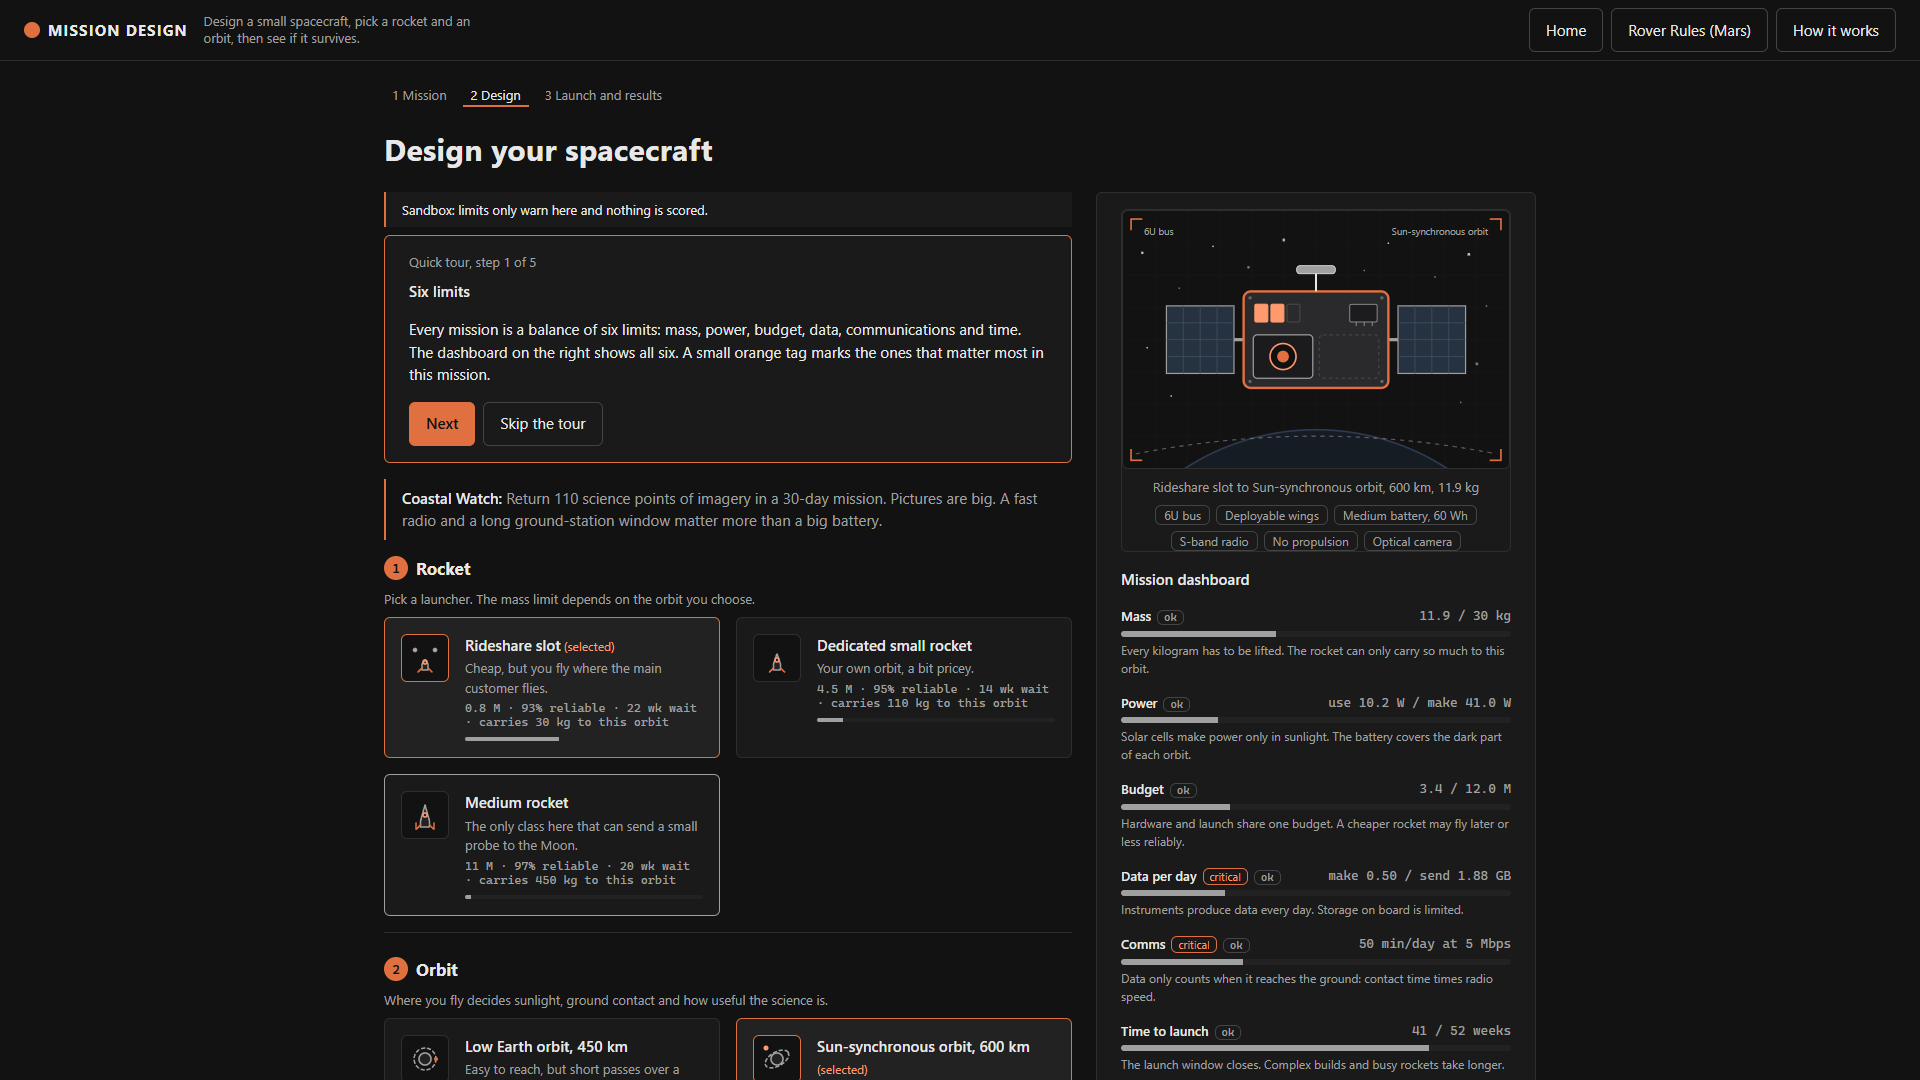 MISSION DESIGN
Design a small spacecraft, pick a rocket and an
orbit, then see if it survives.
Home
Rover Rules (Mars)
How it works
1 Mission
2 Design
3 Launch and results
Design your spacecraft
Sandbox: limits only warn here and nothing is scored.
Quick tour, step 1 of 5
Six limits
Every mission is a balance of six limits: mass, power, budget, data, communications and time.
The dashboard on the right shows all six. A small orange tag marks the ones that matter most in
this mission.
Next
Skip the tour
Coastal Watch: Return 110 science points of imagery in a 30-day mission. Pictures are big. A fast
radio and a long ground-station window matter more than a big battery.
1 Rocket
Pick a launcher. The mass limit depends on the orbit you choose.
Rideshare slot (selected)
Cheap, but you fly where the main
customer flies.
0.8 M · 93% reliable · 22 wk wait
· carries 30 kg to this orbit
Dedicated small rocket
Your own orbit, a bit pricey.
4.5 M · 95% reliable · 14 wk wait
· carries 110 kg to this orbit
Medium rocket
The only class here that can send a small
probe to the Moon.
11 M · 97% reliable · 20 wk wait
· carries 450 kg to this orbit
2 Orbit
Where you fly decides sunlight, ground contact and how useful the science is.
Low Earth orbit, 450 km
Easy to reach, but short passes over a
Sun-synchronous orbit, 600 km
(selected)
6U bus
Sun-synchronous orbit
Rideshare slot to Sun-synchronous orbit, 600 km, 11.9 kg
6U bus
Deployable wings
Medium battery, 60 Wh
S-band radio
No propulsion
Optical camera
Mission dashboard
Mass ok 11.9 / 30 kg
Every kilogram has to be lifted. The rocket can only carry so much to this
orbit.
Power ok use 10.2 W / make 41.0 W
Solar cells make power only in sunlight. The battery covers the dark part
of each orbit.
Budget ok 3.4 / 12.0 M
Hardware and launch share one budget. A cheaper rocket may fly later or
less reliably.
Data per day critical ok make 0.50 / send 1.88 GB
Instruments produce data every day. Storage on board is limited.
Comms critical ok 50 min/day at 5 Mbps
Data only counts when it reaches the ground: contact time times radio
speed.
Time to launch ok 41 / 52 weeks
The launch window closes. Complex builds and busy rockets take longer.